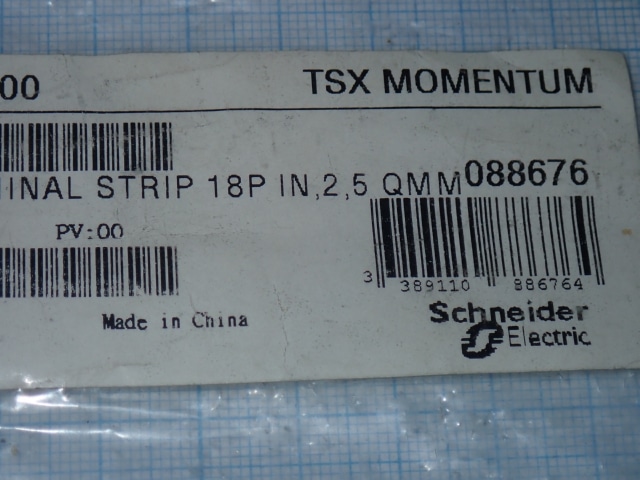 00 TSX MOMENTUM
INAL STRIP 18P IN,2,5 QMM 088676
PV:00
3 389110 886764
Made in China
Schneider
Electric